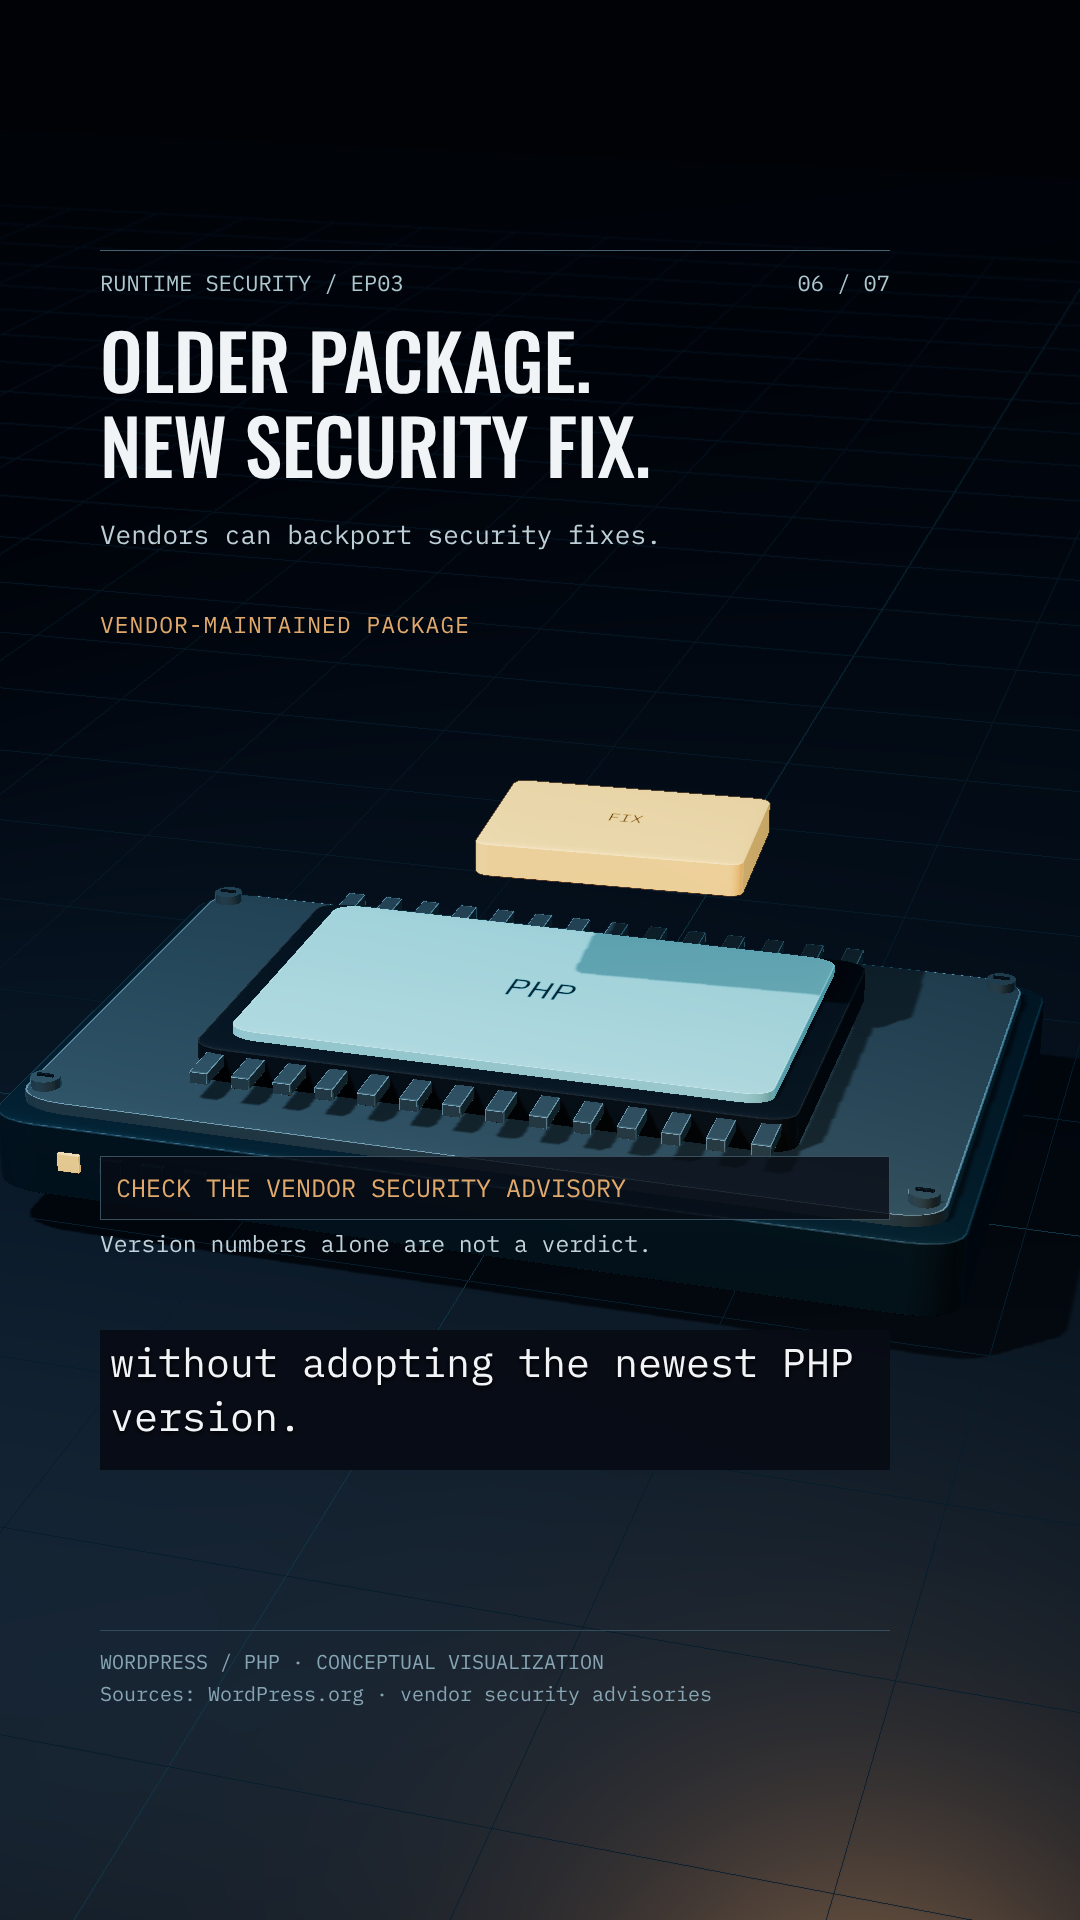 RUNTIME SECURITY / EP03
06 / 07
OLDER PACKAGE.
NEW SECURITY FIX.
Vendors can backport security fixes.
VENDOR-MAINTAINED PACKAGE
FIX
PHP
CHECK THE VENDOR SECURITY ADVISORY
Version numbers alone are not a verdict.
without adopting the newest PHP
version.
WORDPRESS / PHP · CONCEPTUAL VISUALIZATION
Sources: WordPress.org · vendor security advisories